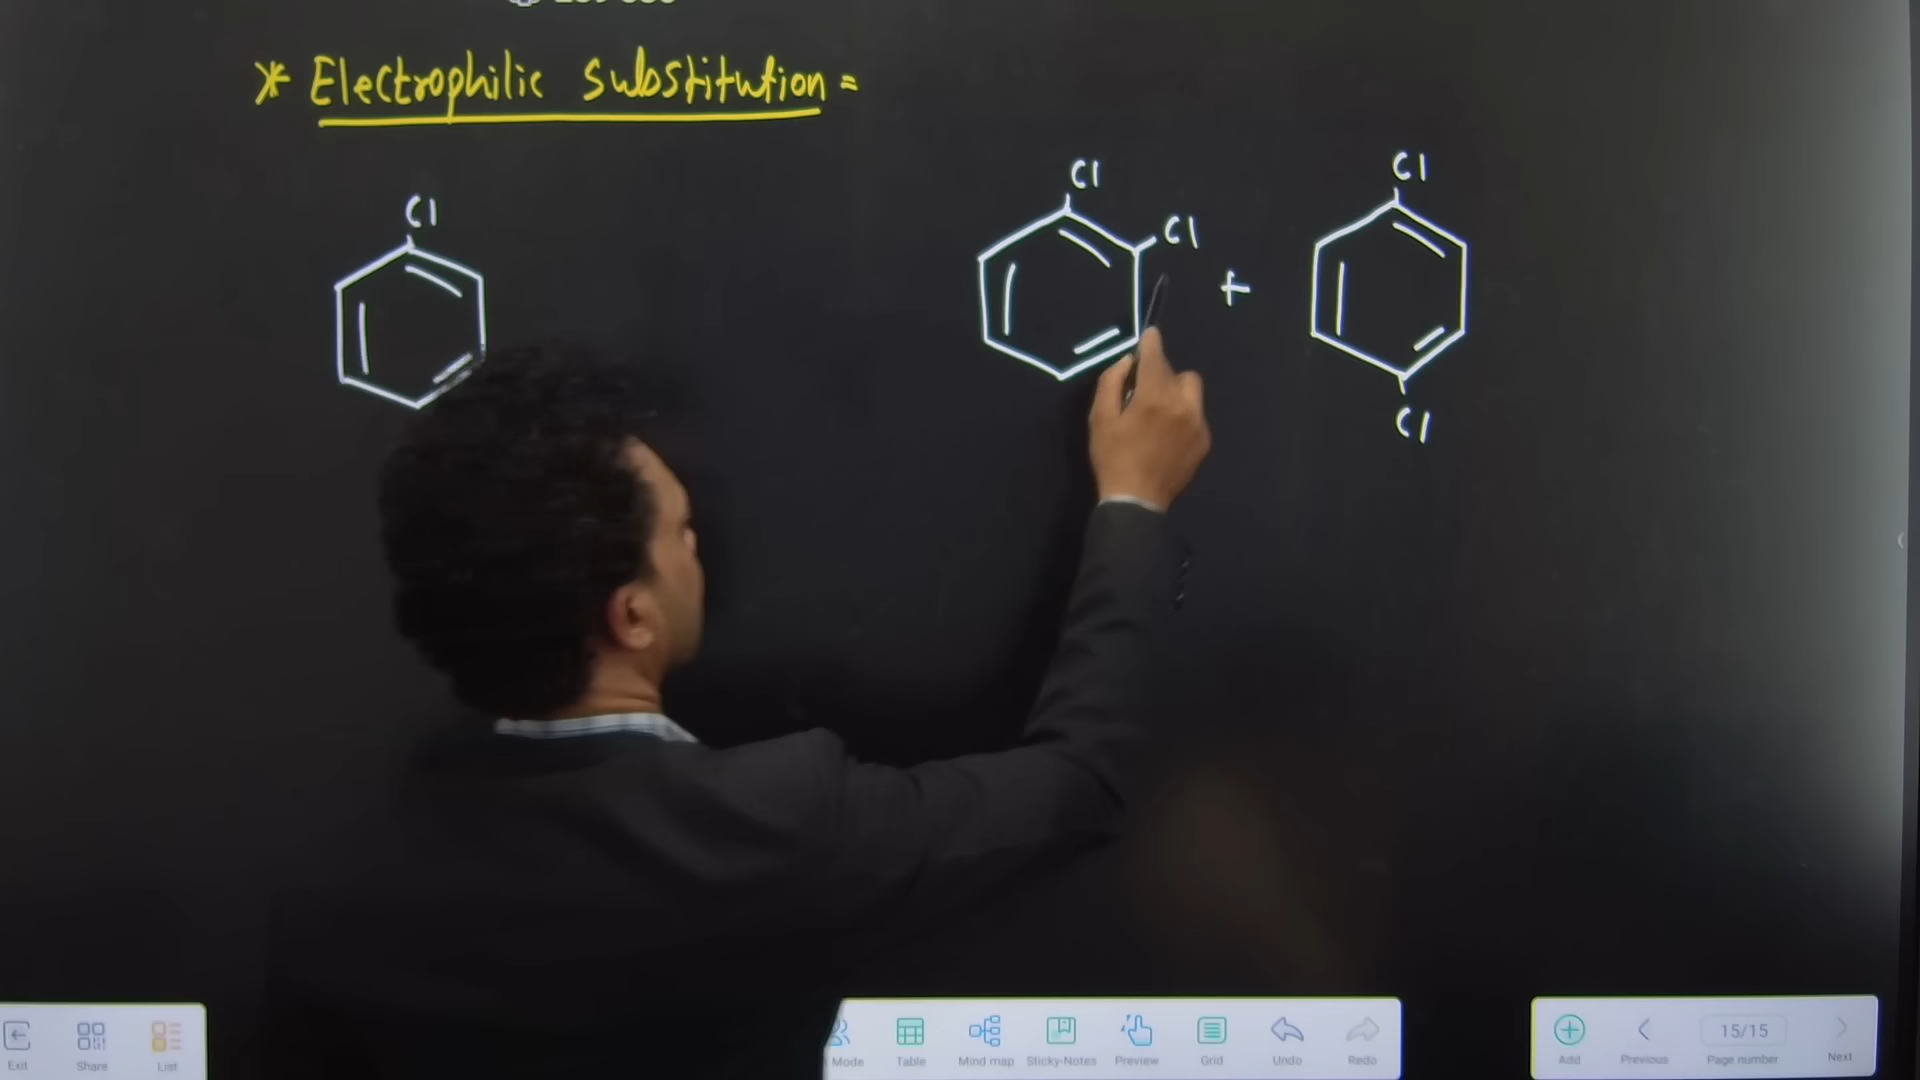 * Electrophilic Substitution =
Cl
Cl
Cl
Cl
+
Cl
Exit
Share
List
Mode
Table
Mind map
Sticky-Notes
Preview
Grid
Undo
Redo
Add
Previous
15/15
Page number
Next